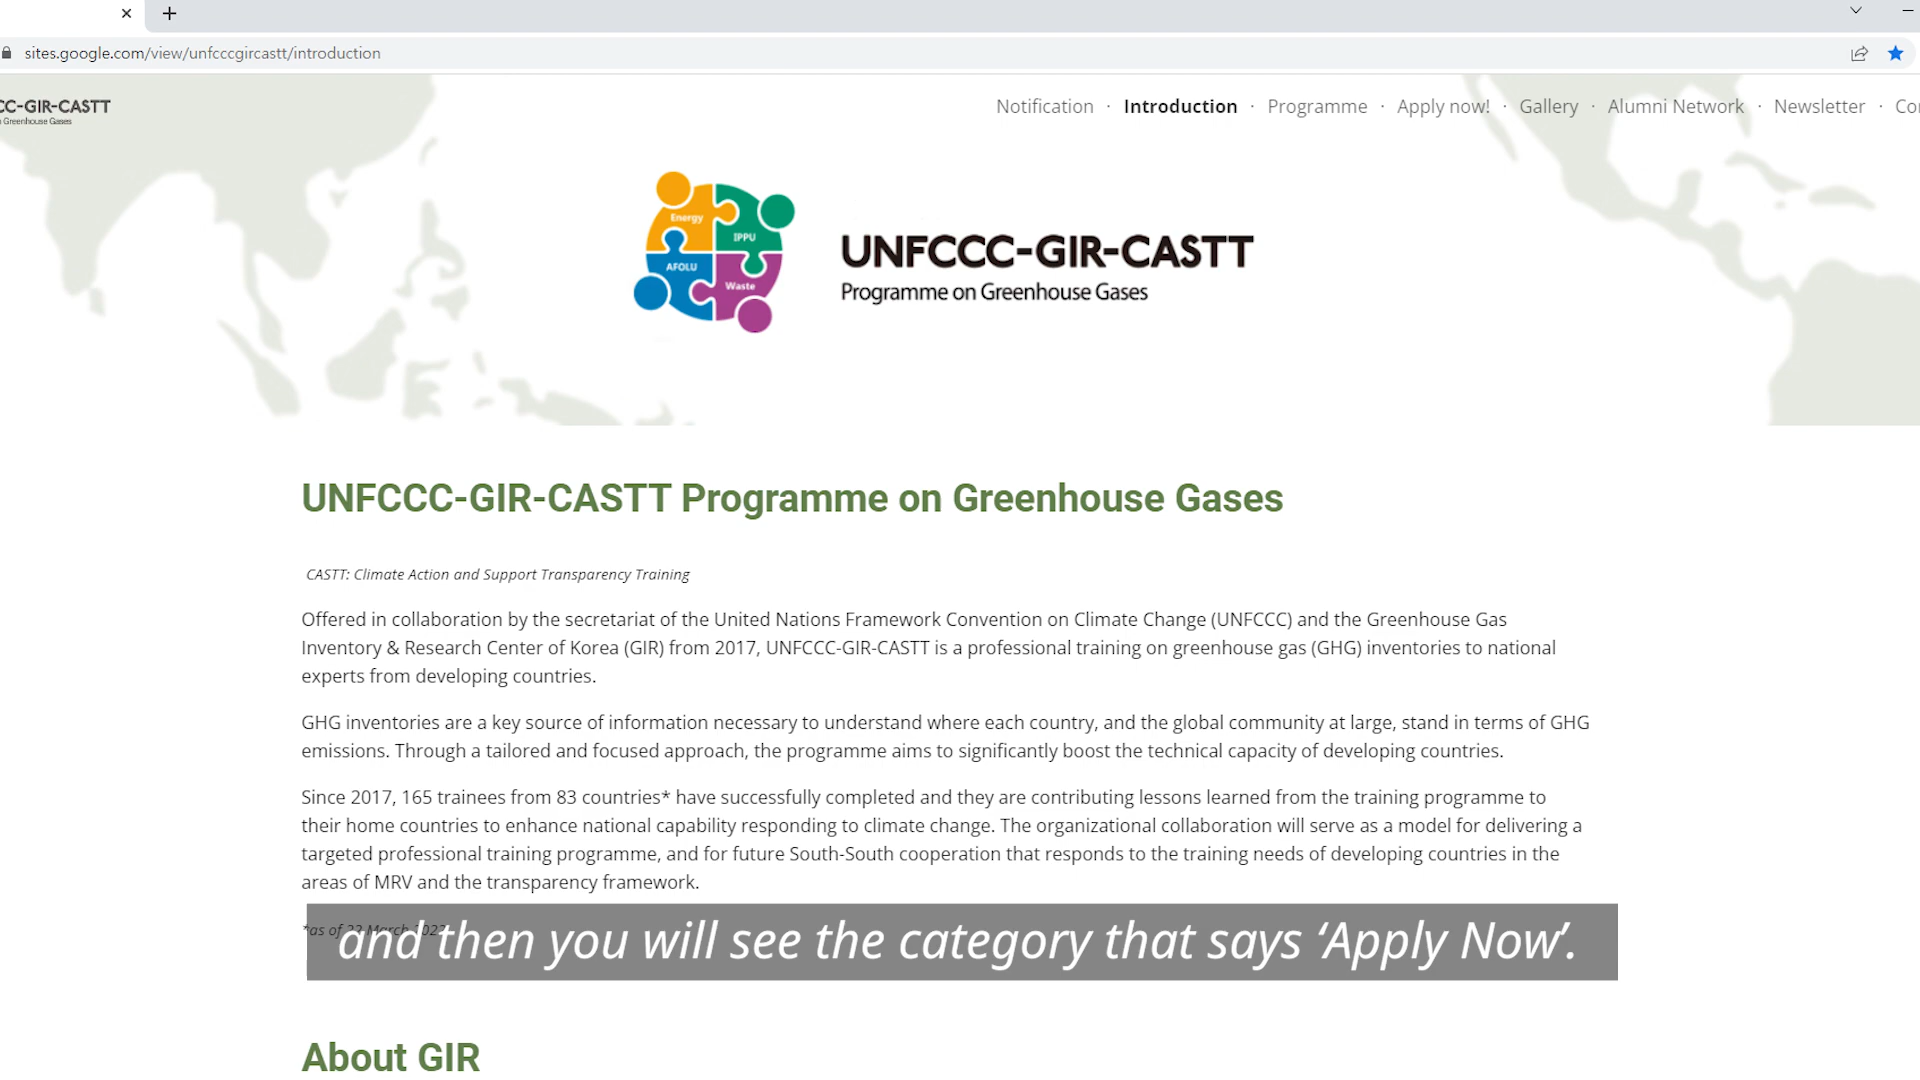 sites.google.com/view/unfcccgircastt/introduction
CC-GIR-CASTT
Greenhouse Gases
Notification · Introduction · Programme · Apply now! · Gallery · Alumni Network · Newsletter ·
Energy
IPPU
AFOLU
Waste
UNFCCC-GIR-CASTT
Programme on Greenhouse Gases
UNFCCC-GIR-CASTT Programme on Greenhouse Gases
CASTT: Climate Action and Support Transparency Training
Offered in collaboration by the secretariat of the United Nations Framework Convention on Climate Change (UNFCCC) and the Greenhouse Gas
Inventory & Research Center of Korea (GIR) from 2017, UNFCCC-GIR-CASTT is a professional training on greenhouse gas (GHG) inventories to national
experts from developing countries.
GHG inventories are a key source of information necessary to understand where each country, and the global community at large, stand in terms of GHG
emissions. Through a tailored and focused approach, the programme aims to significantly boost the technical capacity of developing countries.
Since 2017, 165 trainees from 83 countries* have successfully completed and they are contributing lessons learned from the training programme to
their home countries to enhance national capability responding to climate change. The organizational collaboration will serve as a model for delivering a
targeted professional training programme, and for future South-South cooperation that responds to the training needs of developing countries in the
areas of MRV and the transparency framework.
*as of March
and then you will see the category that says ‘Apply Now’.
About GIR